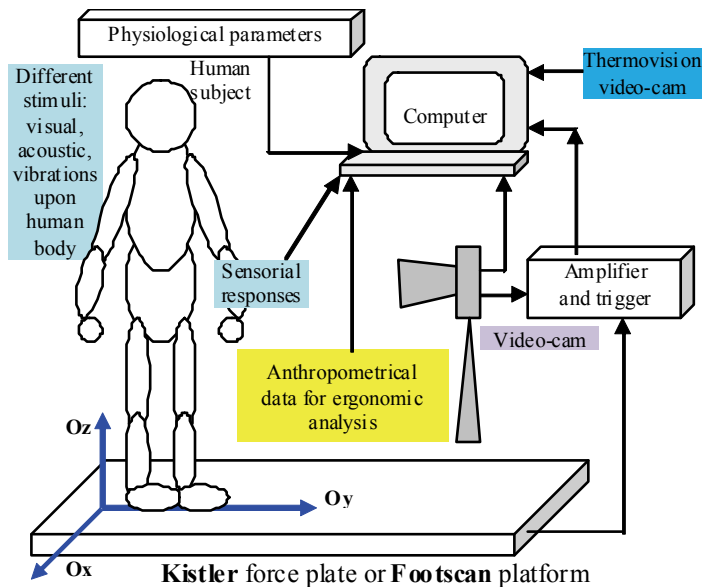 Physiological parameters
Human
subject
Different
stimuli:
visual,
acoustic,
vibrations
upon
human
body
Thermovision
video-cam
Computer
Sensorial
responses
Amplifier
and trigger
Video-cam
Anthropometrical
data for ergonomic
analysis
Oz
Oy
Ox
Kistler force plate or Footscan platform